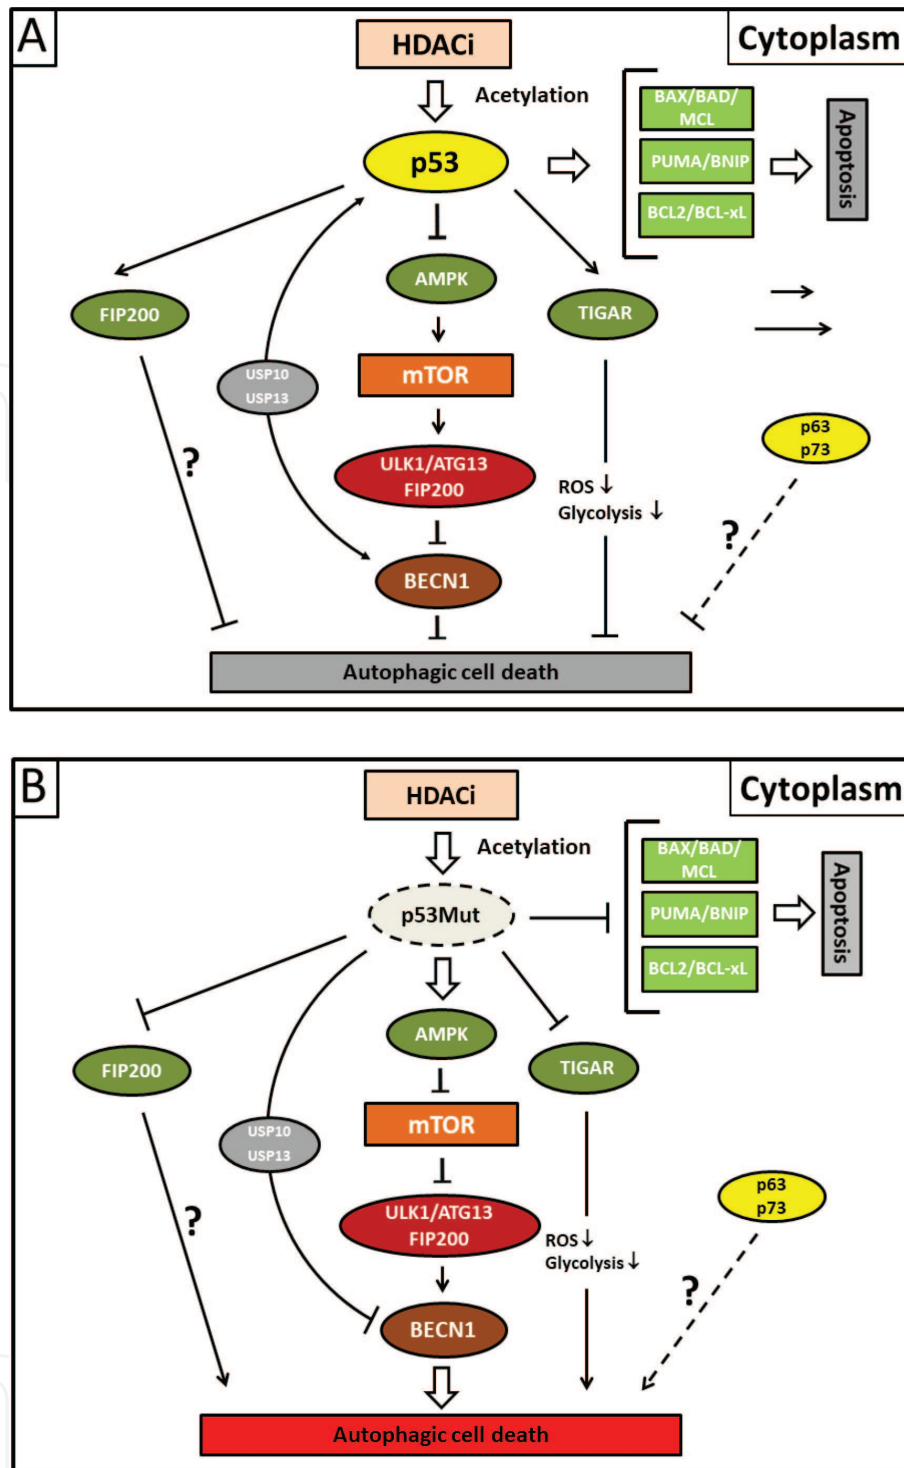 A
HDACi
Cytoplasm
Acetylation
BAX/BAD/
MCL
p53
PUMA/BNIP
Apoptosis
BCL2/BCL-xL
AMPK
FIP200
TIGAR
USP10
USP13
mTOR
p63
p73
?
ULK1/ATG13
FIP200
ROS ↓
Glycolysis ↓
?
BECN1
Autophagic cell death
B
HDACi
Cytoplasm
Acetylation
BAX/BAD/
MCL
p53Mut
PUMA/BNIP
Apoptosis
BCL2/BCL-xL
AMPK
FIP200
TIGAR
USP10
USP13
mTOR
p63
p73
?
ULK1/ATG13
FIP200
ROS ↓
Glycolysis ↓
?
BECN1
Autophagic cell death